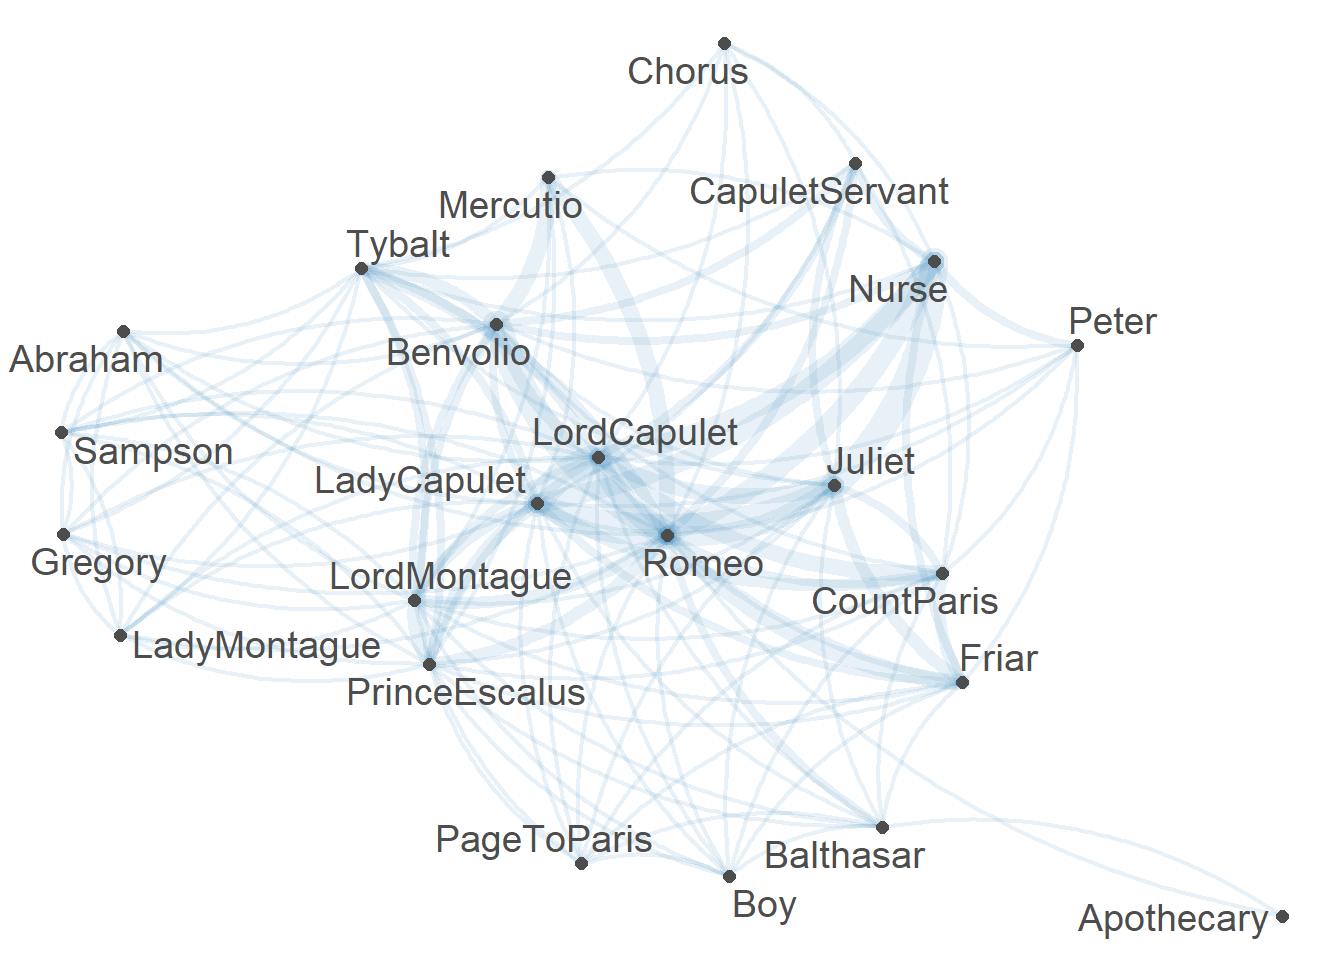 Chorus
CapuletServant
Mercutio
Tybalt
Nurse
Peter
Abraham
Benvolio
LordCapulet
Sampson
Juliet
LadyCapulet
Gregory
Romeo
LordMontague
CountParis
LadyMontague
Friar
PrinceEscalus
PageToParis
Balthasar
Boy
Apothecary